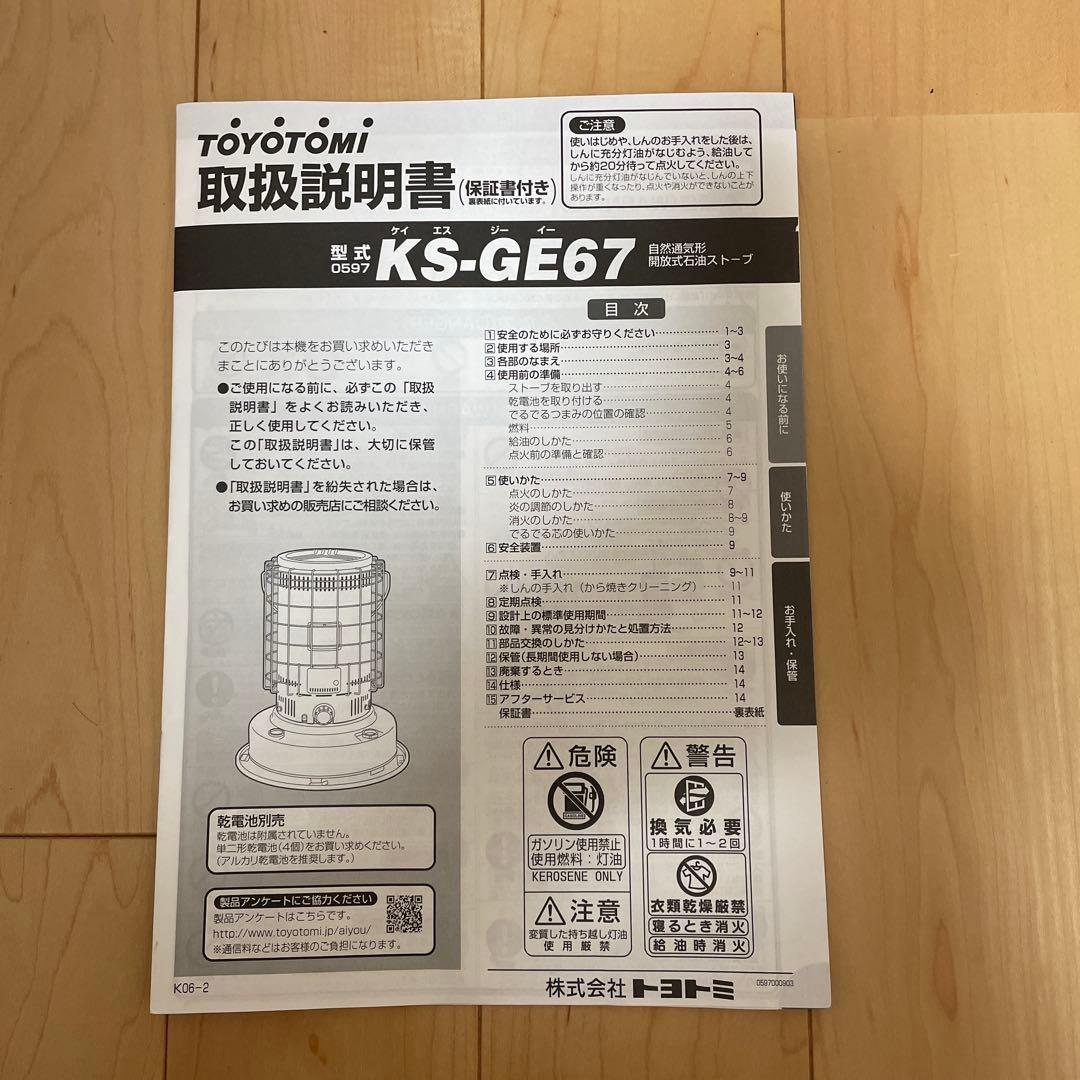 TOYOTOMI
取扱説明書(保証書付き)
裏表紙に付いています。
ご注意
使いはじめや、しんのお手入れをした後は、
しんに充分灯油がなじむよう、給油して
から約20分待って点火してください。
しんに充分灯油がなじんでいないと、しんの上下
操作が重くなったり、点火や消火ができないことが
あります。
ケイ エス ジー イー
型式 KS-GE67
0597
自然通気形
開放式石油ストーブ
このたびは本機をお買い求めいただき
まことにありがとうございます。
●ご使用になる前に、必ずこの「取扱
説明書」をよくお読みいただき、
正しく使用してください。
この「取扱説明書」は、大切に保管
しておいてください。
●「取扱説明書」を紛失された場合は、
お買い求めの販売店にご相談ください。
乾電池別売
乾電池は附属されていません。
単二形乾電池(4個)をお買い求めください。
(アルカリ乾電池を推奨します。)
製品アンケートにご協力ください
製品アンケートはこちらです。
http://www.toyotomi.jp/aiyou/
※通信料などはお客様のご負担になります。
K06-2
目次
1 安全のために必ずお守りください…………… 1~3
2 使用する場所…………… 3
3 各部のなまえ…………… 3~4
4 使用前の準備…………… 4~6
ストーブを取り出す…………… 4
乾電池を取り付ける…………… 4
でるでるつまみの位置の確認…………… 4
燃料…………… 5
給油のしかた…………… 6
点火前の準備と確認…………… 6
5 使いかた…………… 7~9
点火のしかた…………… 7
炎の調節のしかた…………… 8
消火のしかた…………… 8~9
でるでる芯の使いかた…………… 9
6 安全装置…………… 9
7 点検・手入れ…………… 9~11
※しんの手入れ(から焼きクリーニング)…… 11
8 定期点検…………… 11
9 設計上の標準使用期間…………… 11~12
10 故障・異常の見分けかたと処置方法…………… 12
11 部品交換のしかた…………… 12~13
12 保管(長期間使用しない場合)…………… 13
13 廃棄するとき…………… 14
14 仕様…………… 14
15 アフターサービス…………… 14
保証書…………… 裏表紙
お使いになる前に
使いかた
お手入れ・保管
危険
GASOLINE
ガソリン使用禁止
使用燃料:灯油
KEROSENE ONLY
注意
変質した持ち越し灯油
使用厳禁
警告
換気必要
1時間に1~2回
衣類乾燥厳禁
寝るとき消火
給油時消火
株式会社 トヨトミ
0597000903